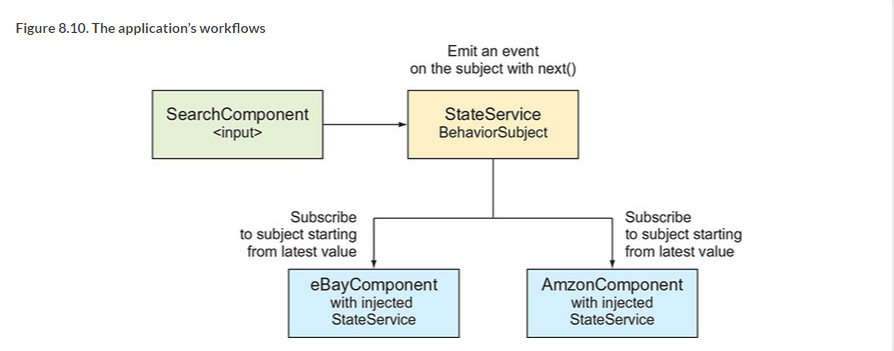 Figure 8.10. The application's workflows
Emit an event
on the subject with next()
SearchComponent
<input>
StateService
BehaviorSubject
Subscribe
to subject starting
from latest value
Subscribe
to subject starting
from latest value
eBayComponent
with injected
StateService
AmzonComponent
with injected
StateService